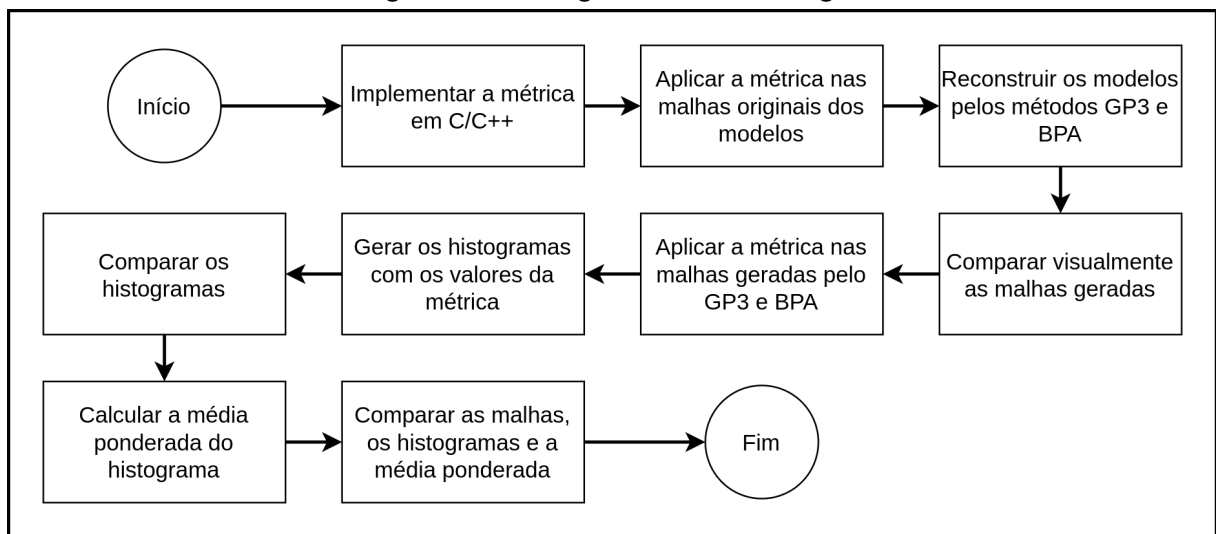 Início
Implementar a métrica
em C/C++
Aplicar a métrica nas
malhas originais dos
modelos
Reconstruir os modelos
pelos métodos GP3 e
BPA
Comparar visualmente
as malhas geradas
Aplicar a métrica nas
malhas geradas pelo
GP3 e BPA
Gerar os histogramas
com os valores da
métrica
Comparar os
histogramas
Calcular a média
ponderada do
histograma
Comparar as malhas,
os histogramas e a
média ponderada
Fim